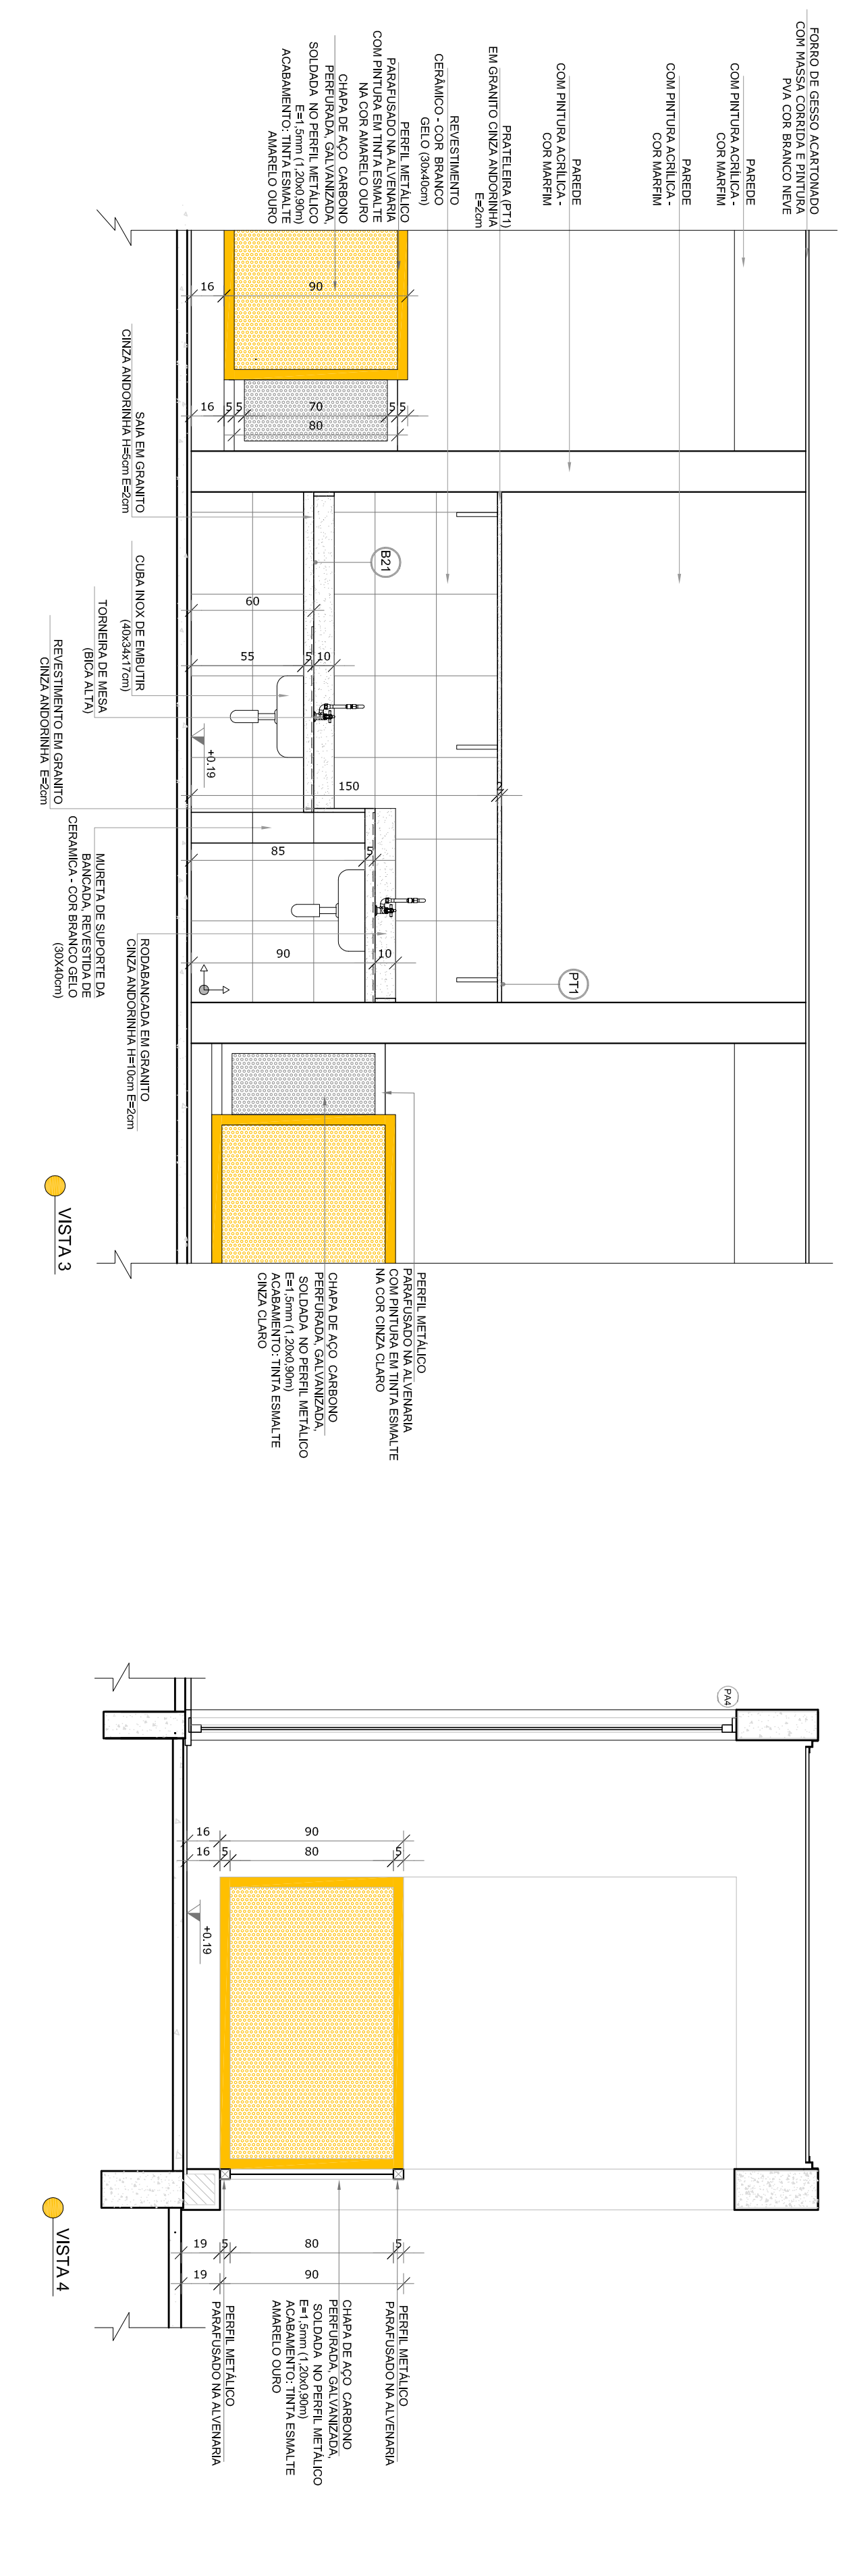 FORRO DE GESSO ACARTONADO
COM MASSA CORRIDA E PINTURA
PVA COR BRANCO NEVE
PAREDE
COM PINTURA ACRÍLICA -
COR MARFIM
PAREDE
COM PINTURA ACRÍLICA -
COR MARFIM
PAREDE
COM PINTURA ACRÍLICA -
COR MARFIM
PRATELEIRA (PT1)
EM GRANITO CINZA ANDORINHA
E=2cm
REVESTIMENTO
CERÂMICO - COR BRANCO
GELO (30x40cm)
PERFIL METÁLICO
PARAFUSADO NA ALVENARIA
COM PINTURA EM TINTA ESMALTE
NA COR AMARELO OURO
CHAPA DE AÇO CARBONO
PERFURADA, GALVANIZADA,
SOLDADA NO PERFIL METÁLICO
E=1,5mm (1,20x0,90m)
ACABAMENTO: TINTA ESMALTE
AMARELO OURO
16
90
16
5
5
70
5
5
80
B21
60
55
5
10
+0.19
150
2
85
5
90
10
PT1
SAIA EM GRANITO
CINZA ANDORINHA H=5cm E=2cm
CUBA INOX DE EMBUTIR
(40x34x17cm)
TORNEIRA DE MESA
(BICA ALTA)
REVESTIMENTO EM GRANITO
CINZA ANDORINHA E=2cm
MURETA DE SUPORTE DA
BANCADA, REVESTIDA DE
CERAMICA - COR BRANCO GELO
(30X40cm)
RODABANCADA EM GRANITO
CINZA ANDORINHA H=10cm E=2cm
PERFIL METÁLICO
PARAFUSADO NA ALVENARIA
COM PINTURA EM TINTA ESMALTE
NA COR CINZA CLARO
CHAPA DE AÇO CARBONO
PERFURADA, GALVANIZADA,
SOLDADA NO PERFIL METÁLICO
E=1,5mm (1,20x0,90m)
ACABAMENTO: TINTA ESMALTE
CINZA CLARO
VISTA 3
PA4
16
90
16
5
80
5
+0.19
19
5
80
5
19
90
PERFIL METÁLICO
PARAFUSADO NA ALVENARIA
CHAPA DE AÇO CARBONO
PERFURADA, GALVANIZADA,
SOLDADA NO PERFIL METÁLICO
E=1,5mm (1,20x0,90m)
ACABAMENTO: TINTA ESMALTE
AMARELO OURO
PERFIL METÁLICO
PARAFUSADO NA ALVENARIA
VISTA 4